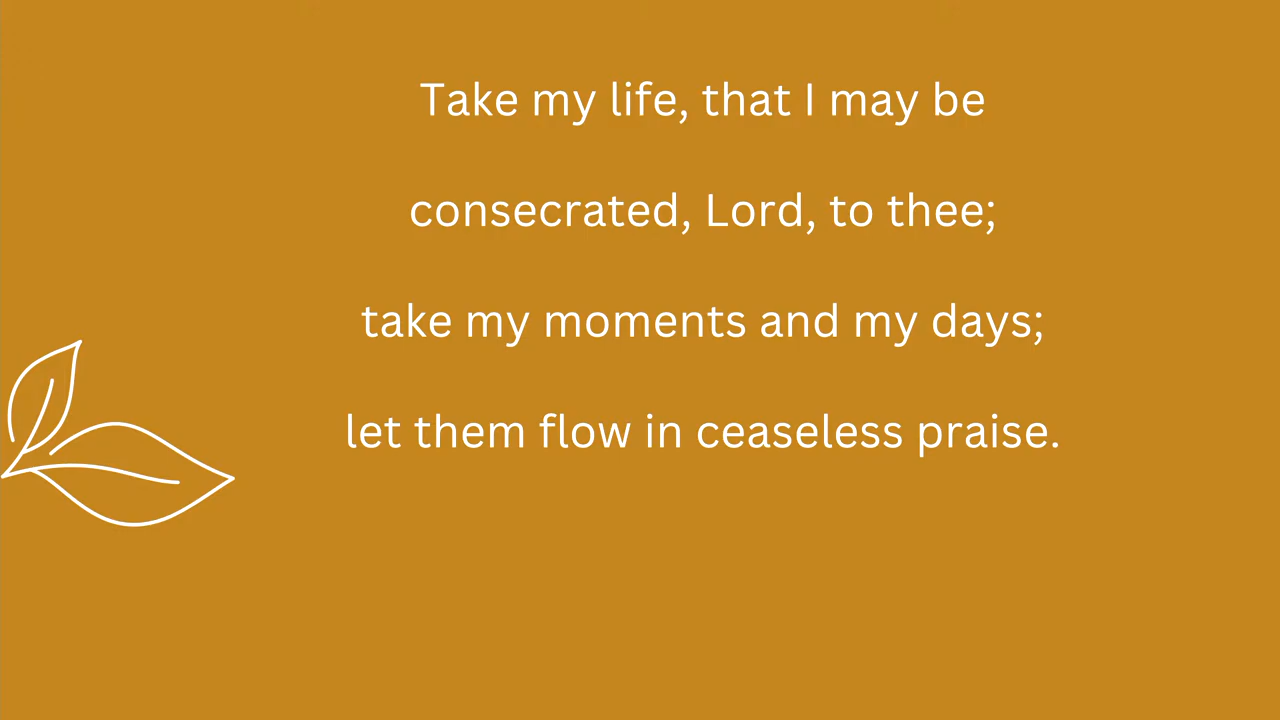 Take my life, that I may be
consecrated, Lord, to thee;
take my moments and my days;
let them flow in ceaseless praise.